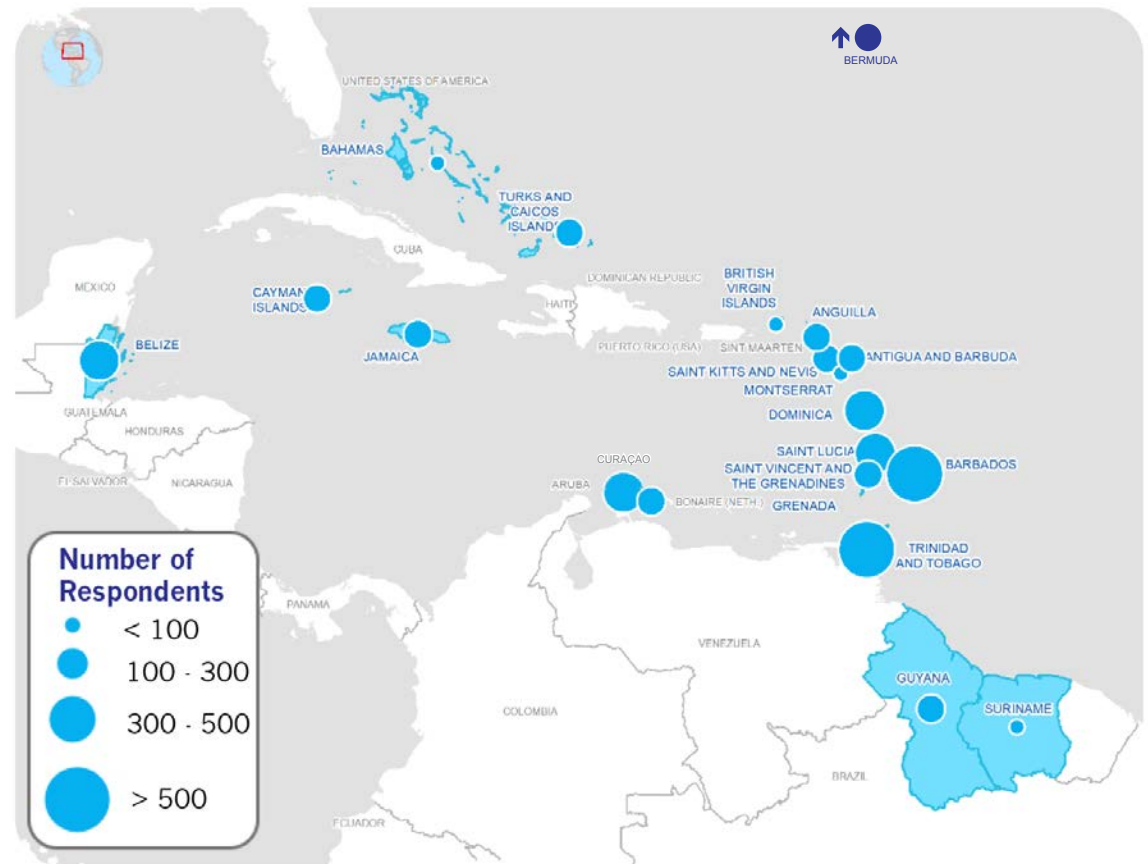 BERMUDA
UNITED STATES OF AMERICA
BAHAMAS
TURKS AND
CAICOS
ISLANDS
CUBA
MEXICO
CAYMAN
ISLANDS
DOMINICAN REPUBLIC
HAITI
BRITISH
VIRGIN
ISLANDS
ANGUILLA
BELIZE
JAMAICA
PUERTO RICO (USA)
SINT MAARTEN
ANTIGUA AND BARBUDA
SAINT KITTS AND NEVIS
MONTSERRAT
GUATEMALA
DOMINICA
HONDURAS
SAINT LUCIA
CURAÇAO
BARBADOS
SAINT VINCENT AND
THE GRENADINES
EL SALVADOR
NICARAGUA
ARUBA
BONAIRE (NETH.)
GRENADA
TRINIDAD
AND TOBAGO
Number of
Respondents
< 100
100 - 300
300 - 500
> 500
PANAMA
VENEZUELA
GUYANA
SURINAME
COLOMBIA
BRAZIL
ECUADOR